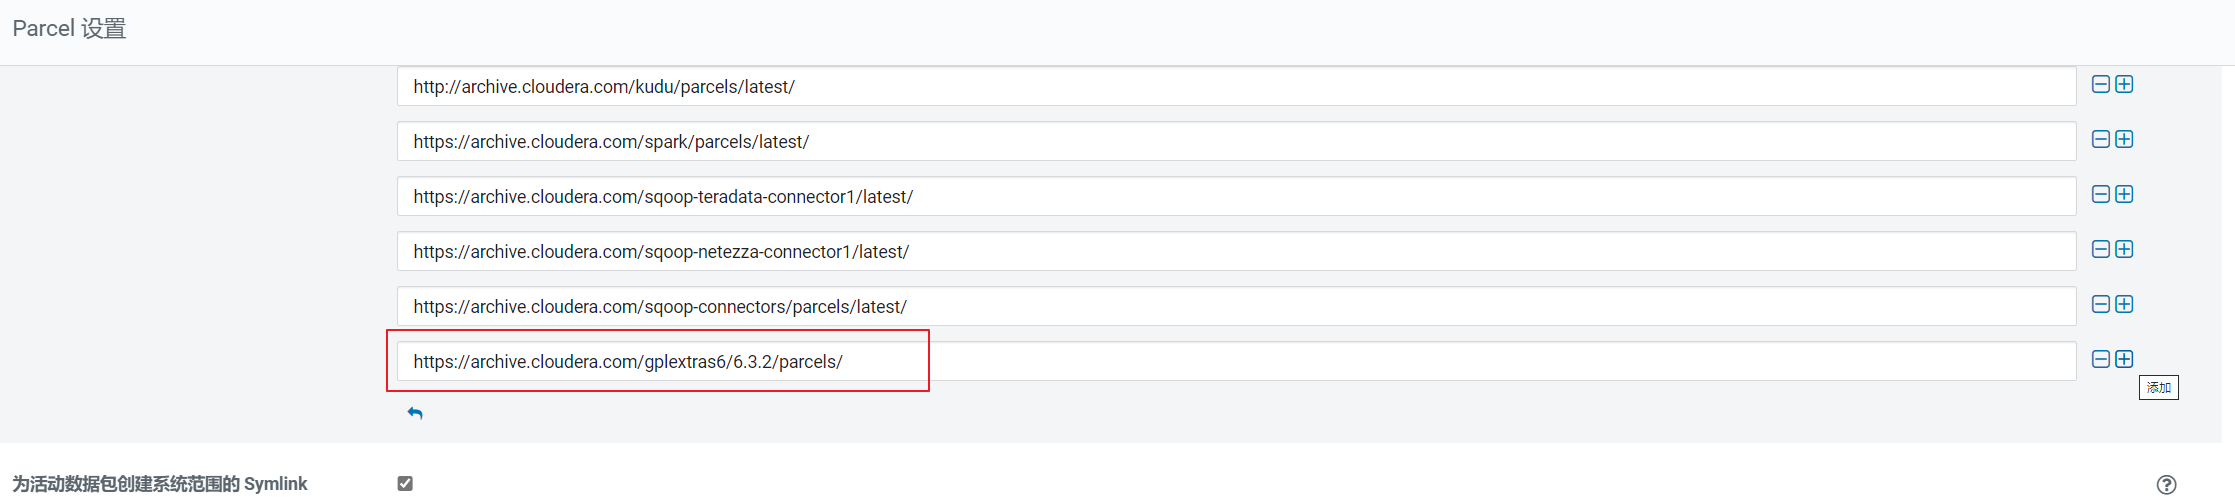 Parcel 设置
http://archive.cloudera.com/kudu/parcels/latest/
https://archive.cloudera.com/spark/parcels/latest/
https://archive.cloudera.com/sqoop-teradata-connector1/latest/
https://archive.cloudera.com/sqoop-netezza-connector1/latest/
https://archive.cloudera.com/sqoop-connectors/parcels/latest/
https://archive.cloudera.com/gplextras6/6.3.2/parcels/
添加
为活动数据包创建系统范围的 Symlink